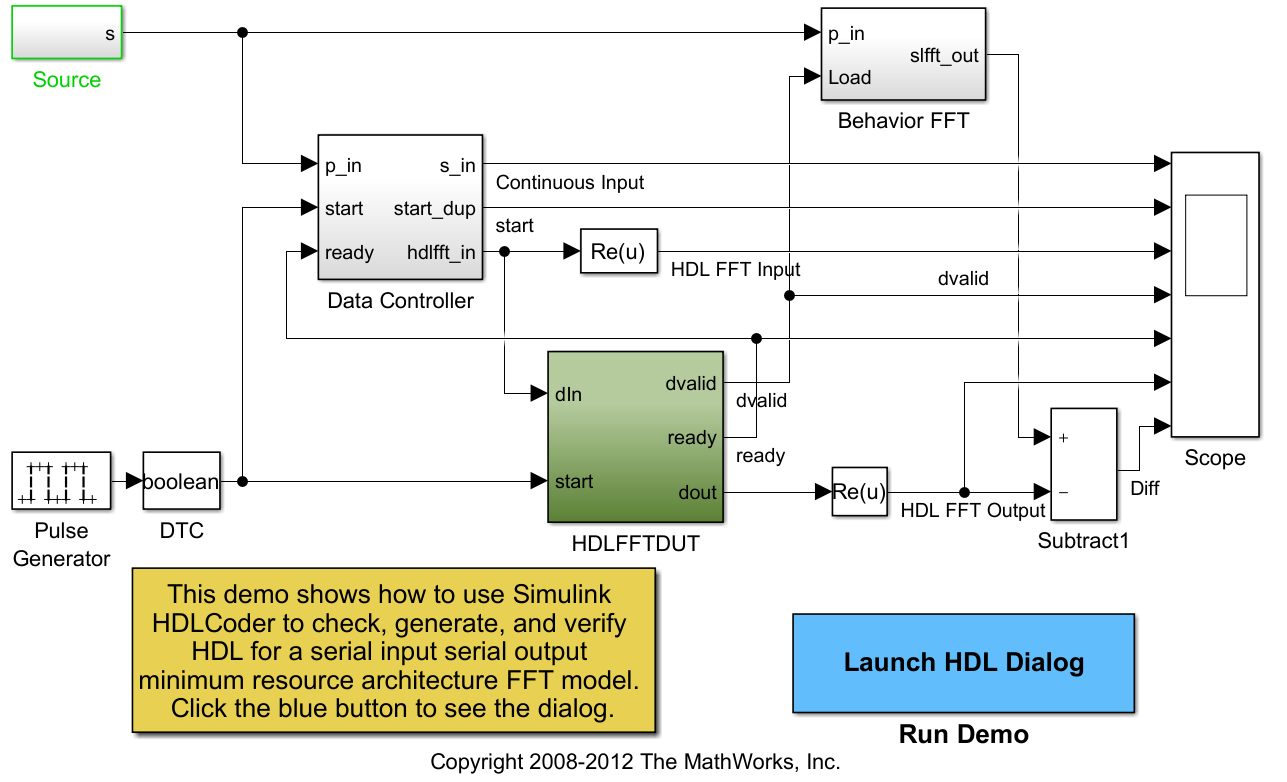 s
Source
p_in
Load
slfft_out
Behavior FFT
p_in
start
ready
s_in
start_dup
hdlfft_in
Data Controller
Continuous Input
start
Re(u)
HDL FFT Input
dvalid
Scope
dIn
start
dvalid
ready
dout
HDLFFTDUT
dvalid
ready
Re(u)
HDL FFT Output
+
−
Subtract1
Diff
Pulse
Generator
boolean
DTC
This demo shows how to use Simulink
HDLCoder to check, generate, and verify
HDL for a serial input serial output
minimum resource architecture FFT model.
Click the blue button to see the dialog.
Launch HDL Dialog
Run Demo
Copyright 2008-2012 The MathWorks, Inc.